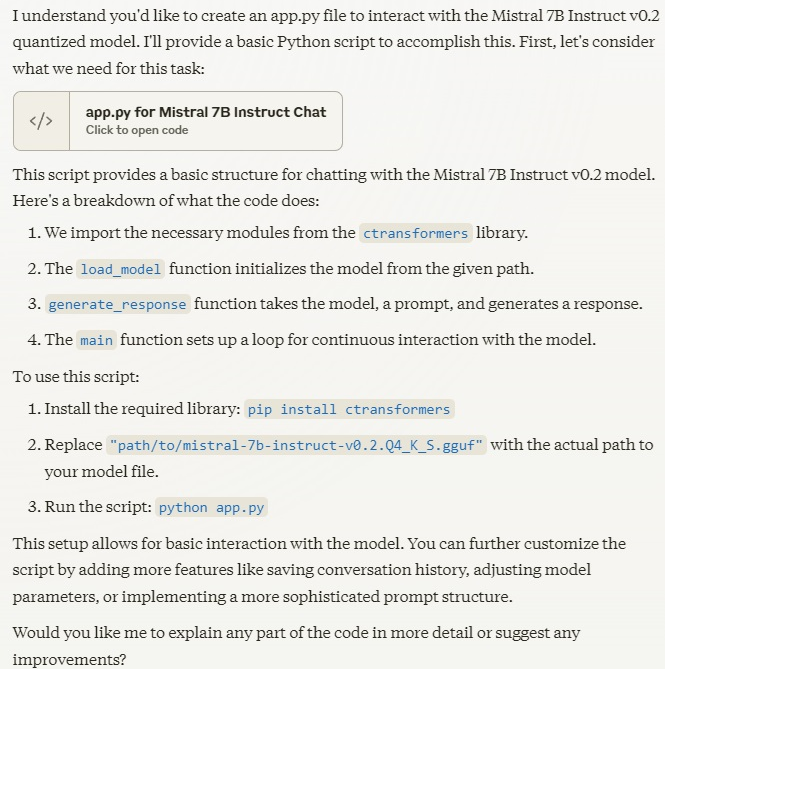 I understand you'd like to create an app.py file to interact with the Mistral 7B Instruct v0.2
quantized model. I'll provide a basic Python script to accomplish this. First, let's consider
what we need for this task:
</>
app.py for Mistral 7B Instruct Chat
Click to open code
This script provides a basic structure for chatting with the Mistral 7B Instruct v0.2 model.
Here's a breakdown of what the code does:
1. We import the necessary modules from the ctransformers library.
2. The load_model function initializes the model from the given path.
3. generate_response function takes the model, a prompt, and generates a response.
4. The main function sets up a loop for continuous interaction with the model.
To use this script:
1. Install the required library: pip install ctransformers
2. Replace "path/to/mistral-7b-instruct-v0.2.Q4_K_S.gguf" with the actual path to
your model file.
3. Run the script: python app.py
This setup allows for basic interaction with the model. You can further customize the
script by adding more features like saving conversation history, adjusting model
parameters, or implementing a more sophisticated prompt structure.
Would you like me to explain any part of the code in more detail or suggest any
improvements?